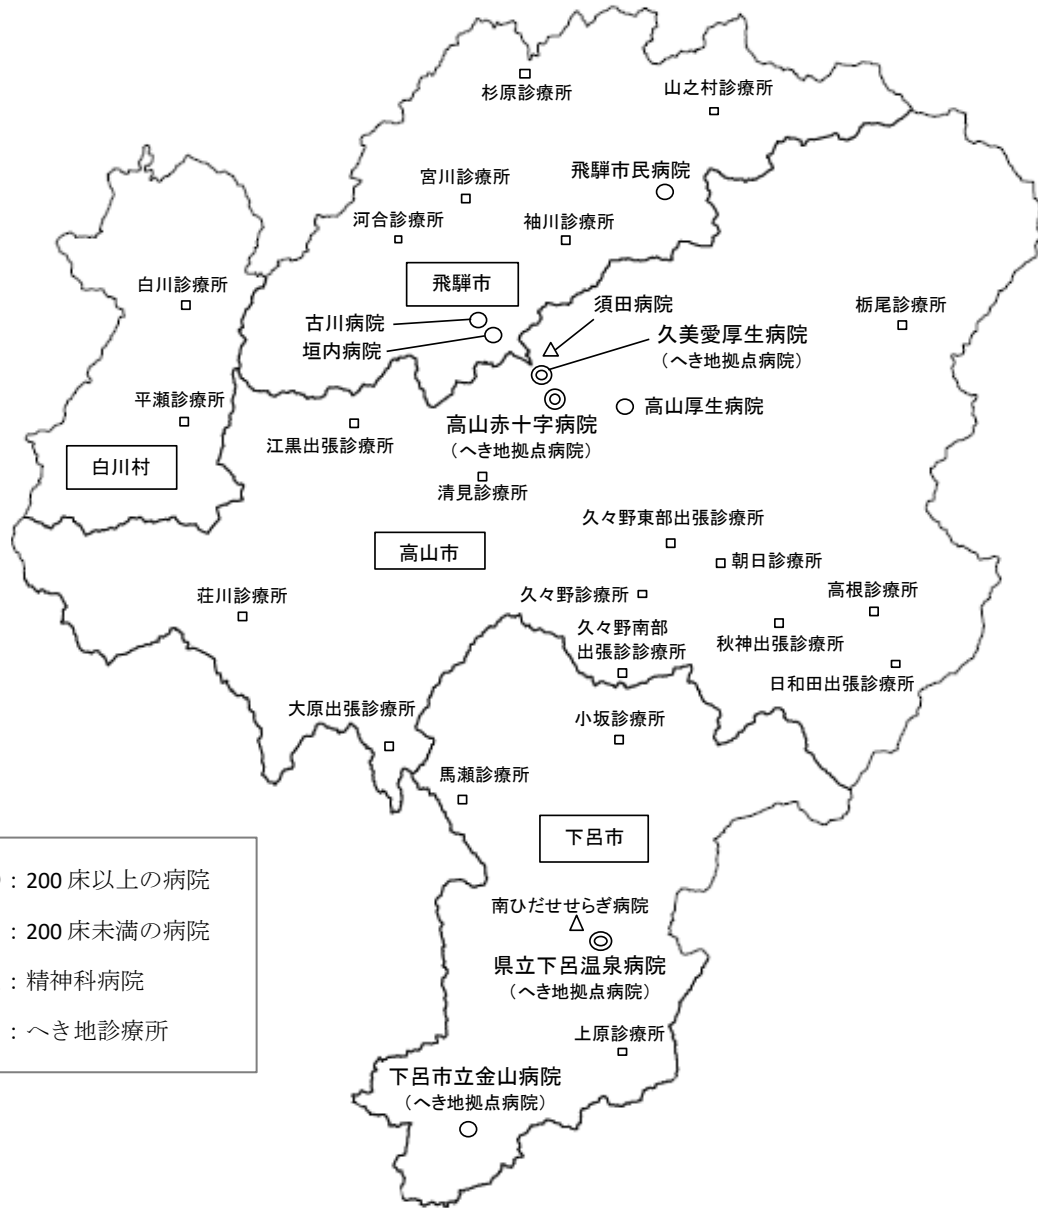 杉原診療所
山之村診療所
飛騨市民病院
宮川診療所
河合診療所
袖川診療所
飛騨市
白川診療所
須田病院
栃尾診療所
古川病院
垣内病院
久美愛厚生病院
（へき地拠点病院）
平瀬診療所
高山厚生病院
江黒出張診療所
高山赤十字病院
（へき地拠点病院）
白川村
清見診療所
久々野東部出張診療所
高山市
朝日診療所
荘川診療所
久々野診療所
高根診療所
久々野南部
出張診診療所
秋神出張診療所
日和田出張診療所
大原出張診療所
小坂診療所
馬瀬診療所
下呂市
：200 床以上の病院
：200 床未満の病院
：精神科病院
：へき地診療所
南ひだせせらぎ病院
県立下呂温泉病院
（へき地拠点病院）
上原診療所
下呂市立金山病院
（へき地拠点病院）